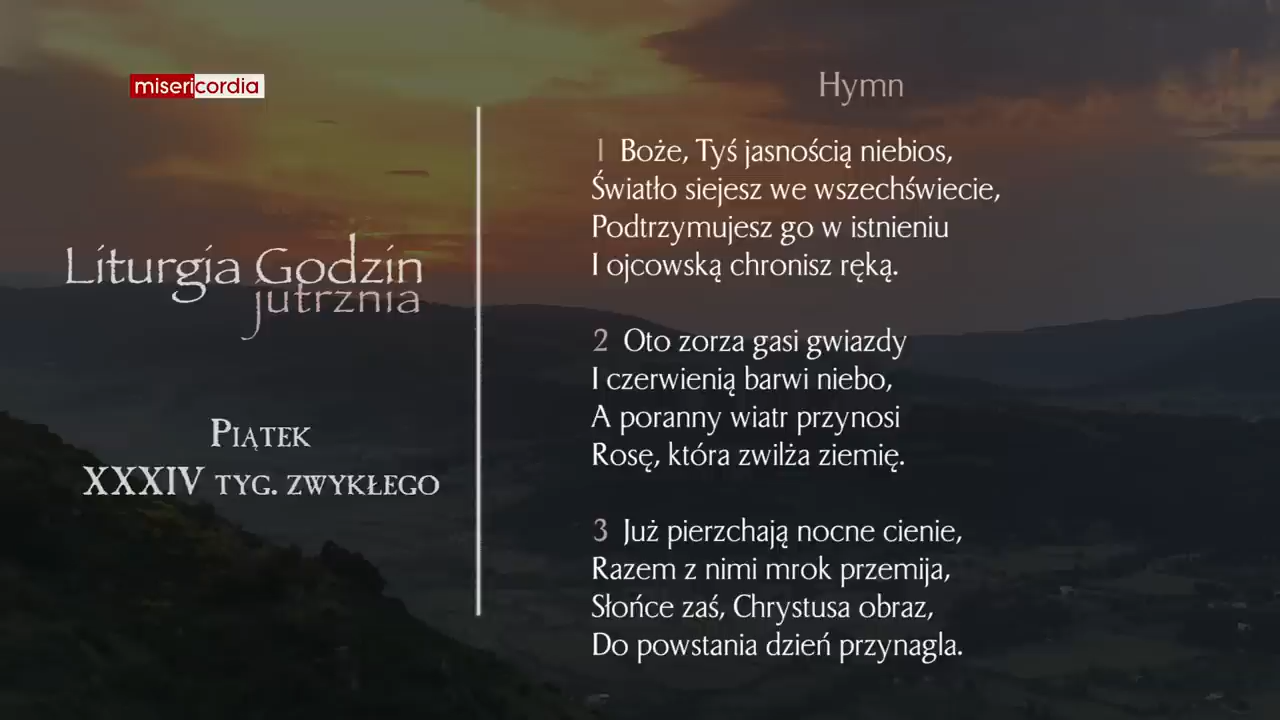 misericordia
Liturgia Godzin
jutrznia
Piątek
XXXIV tyg. zwykłego
Hymn
1 Boże, Tyś jasnością niebios,
Światło siejesz we wszechświecie,
Podtrzymujesz go w istnieniu
I ojcowską chronisz ręką.
2 Oto zorza gasi gwiazdy
I czerwienią barwi niebo,
A poranny wiatr przynosi
Rosę, która zwilża ziemię.
3 Już pierzchają nocne cienie,
Razem z nimi mrok przemija,
Słońce zaś, Chrystusa obraz,
Do powstania dzień przynagla.